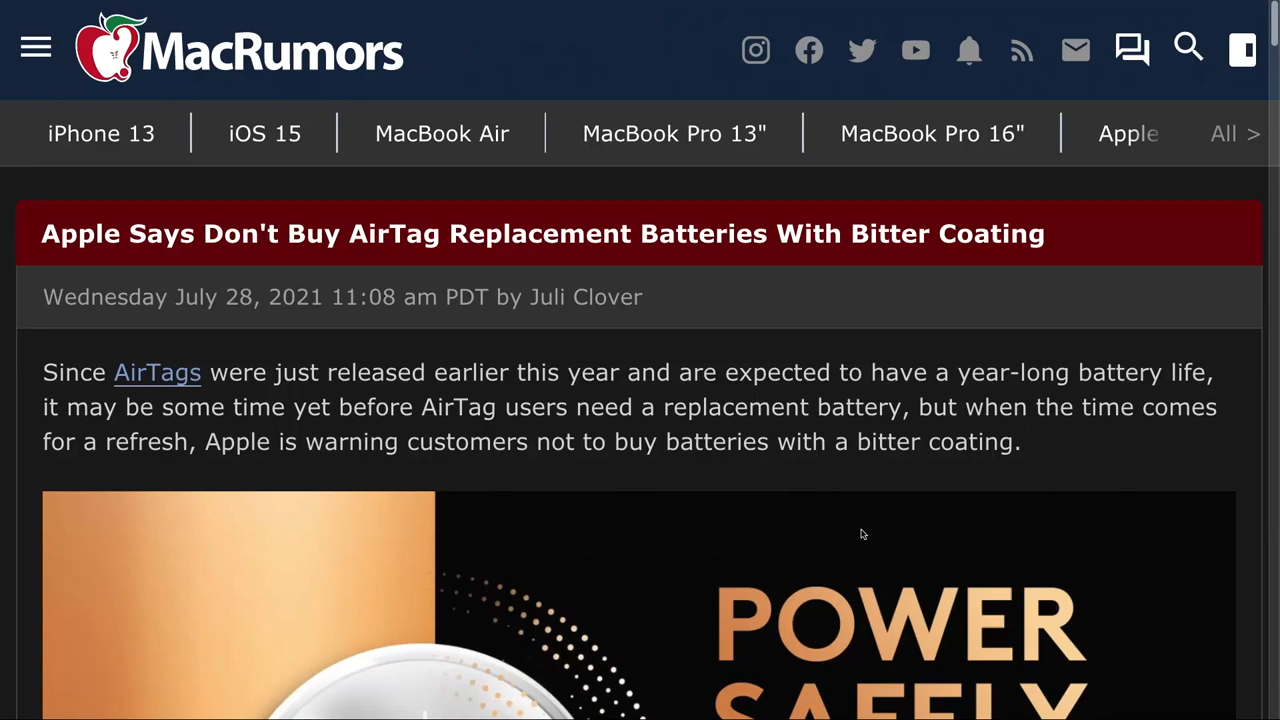 MacRumors
iPhone 13
iOS 15
MacBook Air
MacBook Pro 13"
MacBook Pro 16"
Apple
All >
Apple Says Don't Buy AirTag Replacement Batteries With Bitter Coating
Wednesday July 28, 2021 11:08 am PDT by Juli Clover
Since AirTags were just released earlier this year and are expected to have a year-long battery life,
it may be some time yet before AirTag users need a replacement battery, but when the time comes
for a refresh, Apple is warning customers not to buy batteries with a bitter coating.
POWER
SAFELY